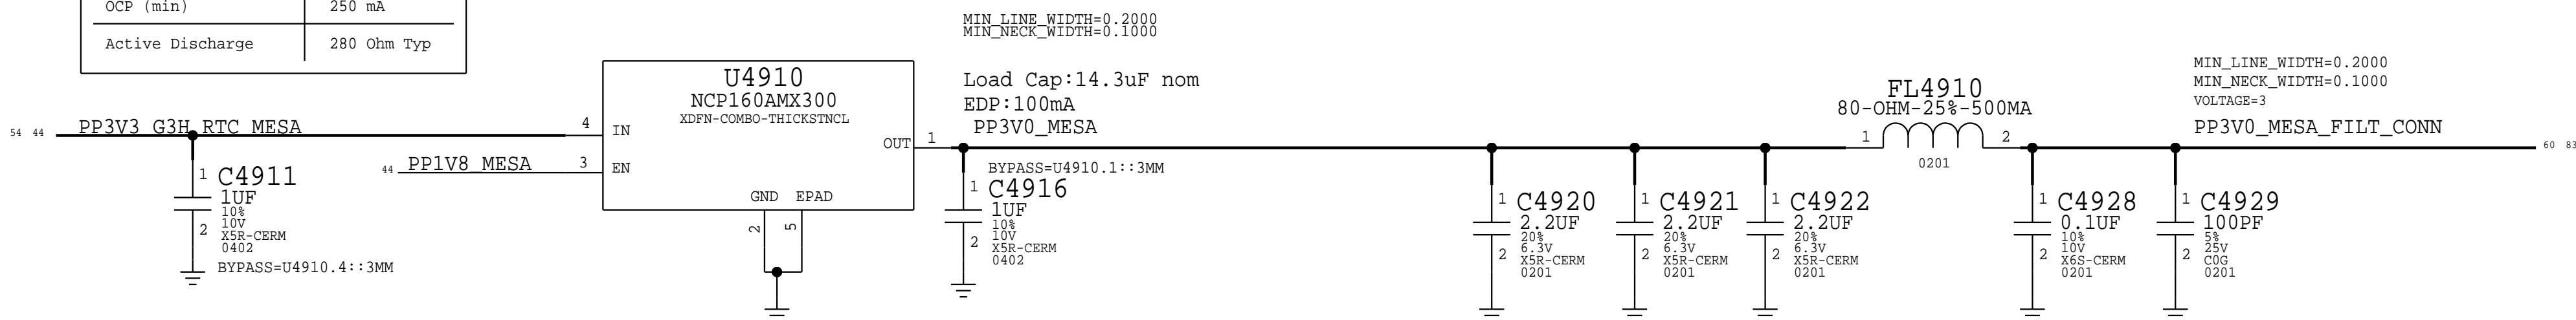 OCP (min) 250 mA
Active Discharge 280 Ohm Typ
54 44 PP3V3_G3H_RTC_MESA
1 C4911
1UF
10%
10V
X5R-CERM
2 0402
BYPASS=U4910.4::3MM
44 PP1V8_MESA
U4910
NCP160AMX300
XDFN-COMBO-THICKSTNCL
4 IN
3 EN
OUT 1
GND EPAD
2 5
MIN_LINE_WIDTH=0.2000
MIN_NECK_WIDTH=0.1000
Load Cap:14.3uF nom
EDP:100mA
PP3V0_MESA
BYPASS=U4910.1::3MM
1 C4916
1UF
10%
10V
2 X5R-CERM
0402
1 C4920
2.2UF
20%
6.3V
2 X5R-CERM
0201
1 C4921
2.2UF
20%
6.3V
2 X5R-CERM
0201
1 C4922
2.2UF
20%
6.3V
2 X5R-CERM
0201
FL4910
80-OHM-25%-500MA
1 2
0201
MIN_LINE_WIDTH=0.2000
MIN_NECK_WIDTH=0.1000
VOLTAGE=3
PP3V0_MESA_FILT_CONN
60 83
1 C4928
0.1UF
10%
10V
2 X6S-CERM
0201
1 C4929
100PF
5%
25V
2 C0G
0201